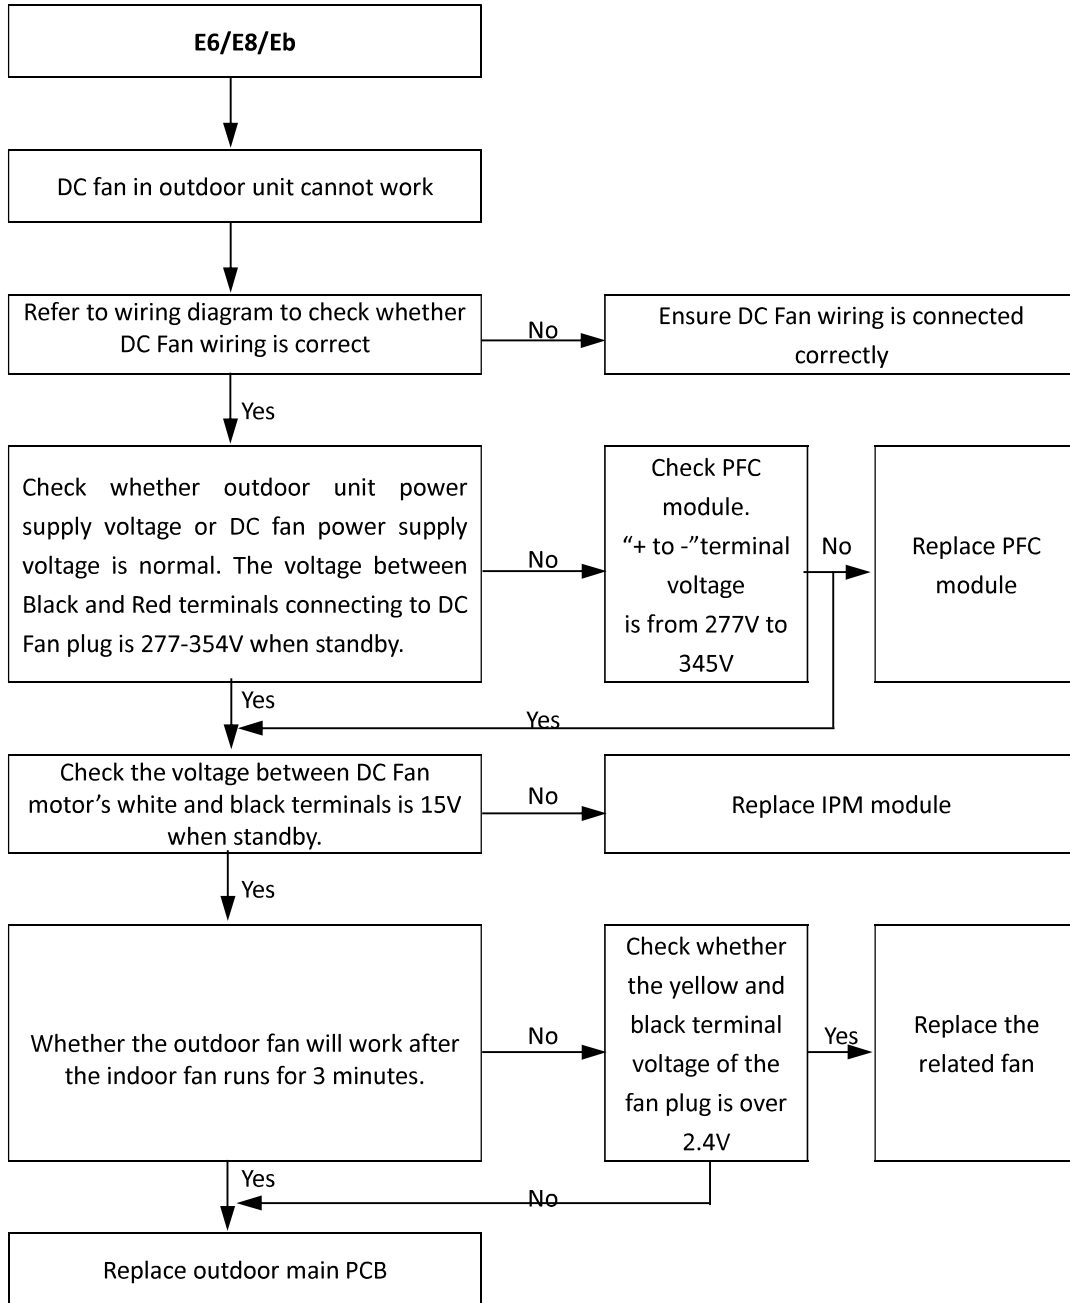 E6/E8/Eb
DC fan in outdoor unit cannot work
Refer to wiring diagram to check whether
DC Fan wiring is correct
No
Ensure DC Fan wiring is connected
correctly
Yes
Check whether outdoor unit power
supply voltage or DC fan power supply
voltage is normal. The voltage between
Black and Red terminals connecting to DC
Fan plug is 277-354V when standby.
No
Check PFC
module.
“+ to -”terminal
voltage
is from 277V to
345V
No
Replace PFC
module
Yes
Yes
Check the voltage between DC Fan
motor’s white and black terminals is 15V
when standby.
No
Replace IPM module
Yes
Whether the outdoor fan will work after
the indoor fan runs for 3 minutes.
No
Check whether
the yellow and
black terminal
voltage of the
fan plug is over
2.4V
Yes
Replace the
related fan
Yes
No
Replace outdoor main PCB